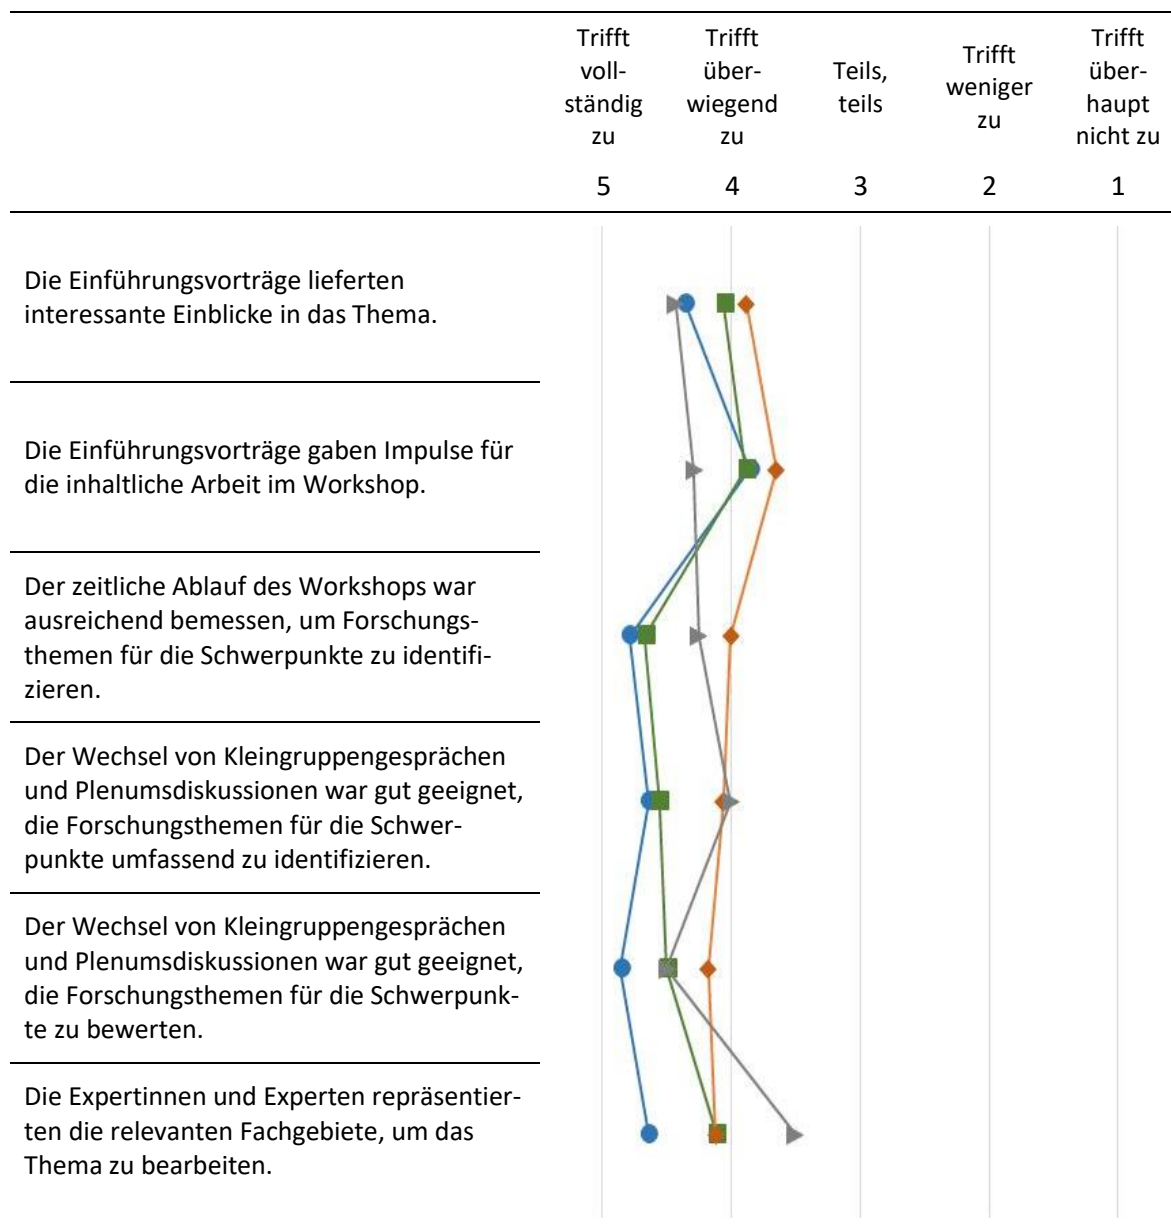 Trifft
voll-
ständig
zu
Trifft
über-
wiegend
zu
Teils,
teils
Trifft
weniger
zu
Trifft
über-
haupt
nicht zu
5 4 3 2 1
Die Einführungsvorträge lieferten
interessante Einblicke in das Thema.
Die Einführungsvorträge gaben Impulse für
die inhaltliche Arbeit im Workshop.
Der zeitliche Ablauf des Workshops war
ausreichend bemessen, um Forschungs-
themen für die Schwerpunkte zu identifi-
zieren.
Der Wechsel von Kleingruppengesprächen
und Plenumsdiskussionen war gut geeignet,
die Forschungsthemen für die Schwer-
punkte umfassend zu identifizieren.
Der Wechsel von Kleingruppengesprächen
und Plenumsdiskussionen war gut geeignet,
die Forschungsthemen für die Schwerpunk-
te zu bewerten.
Die Expertinnen und Experten repräsentier-
ten die relevanten Fachgebiete, um das
Thema zu bearbeiten.